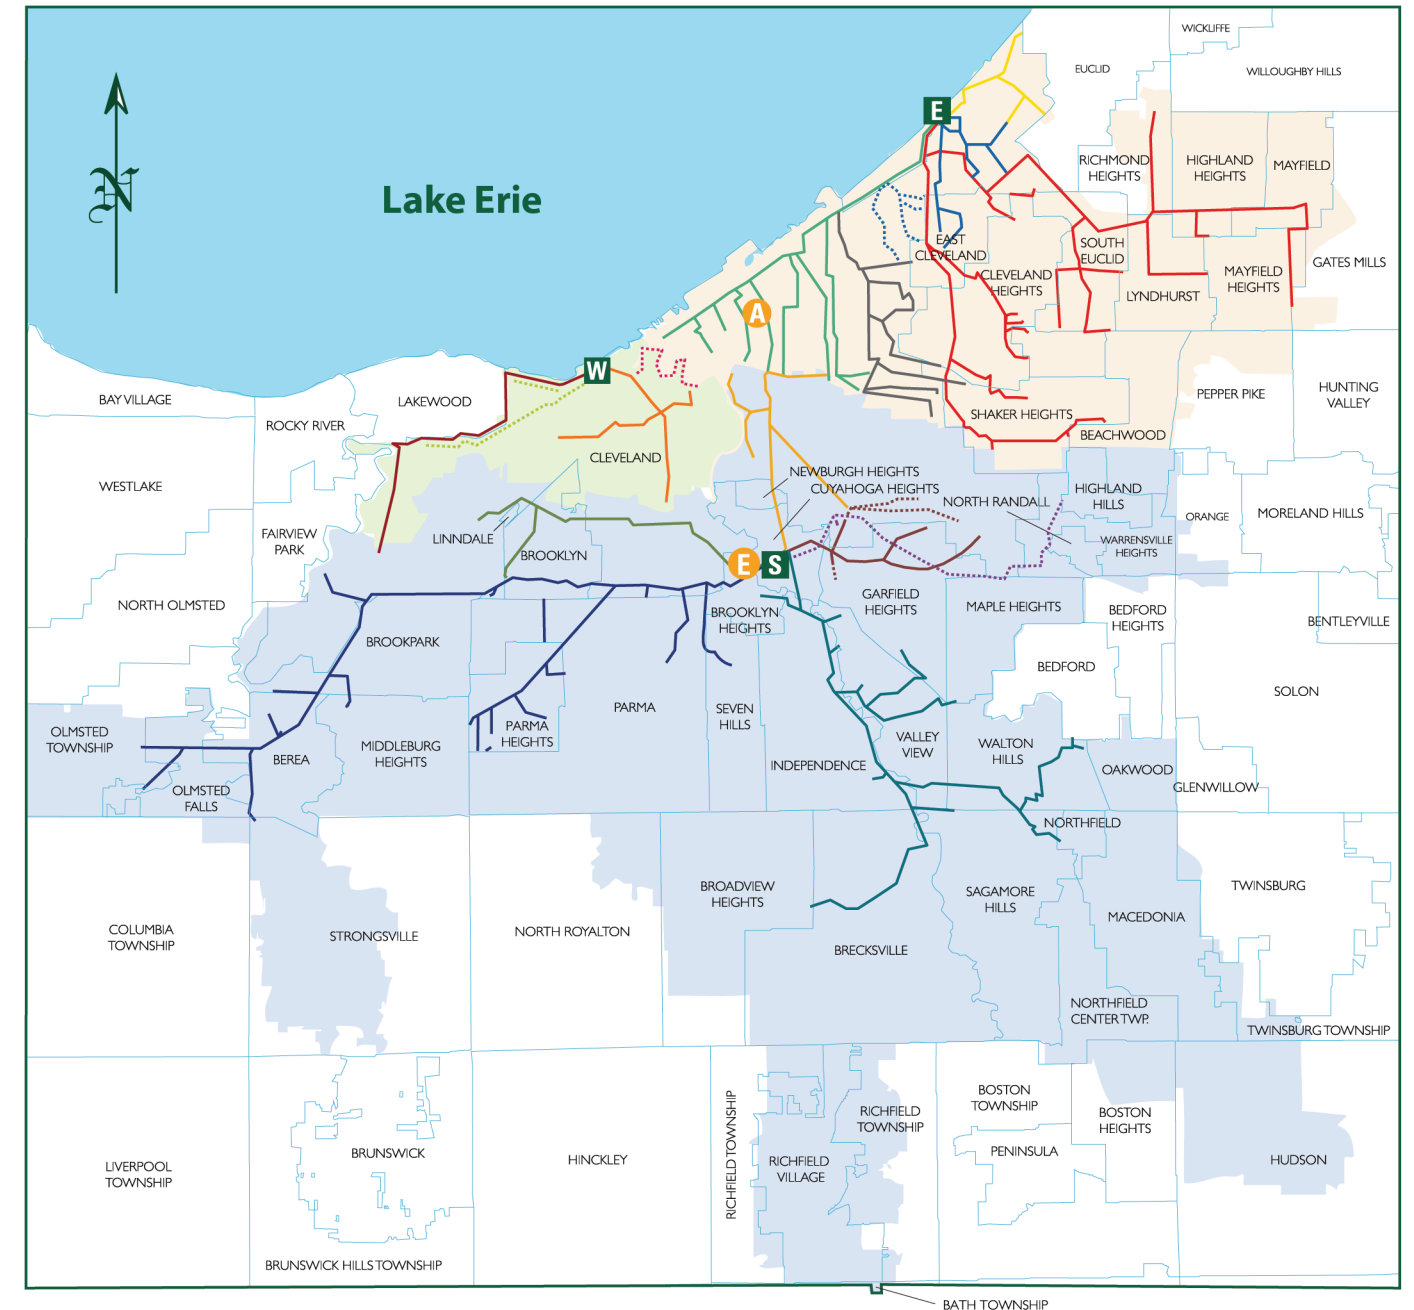 WICKLIFFE
EUCLID
WILLOUGHBY HILLS
E
RICHMOND
HEIGHTS
HIGHLAND
HEIGHTS
MAYFIELD
N
Lake Erie
EAST
CLEVELAND
SOUTH
EUCLID
CLEVELAND
HEIGHTS
GATES MILLS
MAYFIELD
HEIGHTS
LYNDHURST
A
W
BAY VILLAGE
LAKEWOOD
ROCKY RIVER
PEPPER PIKE
HUNTING
VALLEY
SHAKER HEIGHTS
BEACHWOOD
CLEVELAND
NEWBURGH HEIGHTS
CUYAHOGA HEIGHTS
WESTLAKE
NORTH RANDALL
HIGHLAND
HILLS
ORANGE
MORELAND HILLS
FAIRVIEW
PARK
LINNDALE
BROOKLYN
WARRENSVILLE
HEIGHTS
E
S
NORTH OLMSTED
GARFIELD
HEIGHTS
MAPLE HEIGHTS
BROOKLYN
HEIGHTS
BEDFORD
HEIGHTS
BENTLEYVILLE
BROOKPARK
BEDFORD
SOLON
OLMSTED
TOWNSHIP
PARMA
SEVEN
HILLS
PARMA
HEIGHTS
BEREA
MIDDLEBURG
HEIGHTS
VALLEY
VIEW
WALTON
HILLS
INDEPENDENCE
OAKWOOD
GLENWILLOW
OLMSTED
FALLS
NORTHFIELD
BROADVIEW
HEIGHTS
SAGAMORE
HILLS
TWINSBURG
MACEDONIA
COLUMBIA
TOWNSHIP
STRONGSVILLE
NORTH ROYALTON
BRECKSVILLE
NORTHFIELD
CENTER TWP.
TWINSBURG TOWNSHIP
BOSTON
TOWNSHIP
RICHFIELD
TOWNSHIP
BOSTON
HEIGHTS
RICHFIELD TOWNSHIP
BRUNSWICK
PENINSULA
LIVERPOOL
TOWNSHIP
HINCKLEY
RICHFIELD
VILLAGE
HUDSON
BRUNSWICK HILLS TOWNSHIP
BATH TOWNSHIP